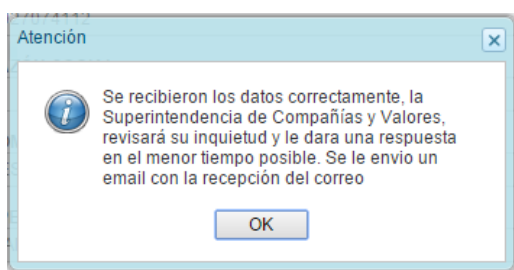 27074112
Atención
Se recibieron los datos correctamente, la
Superintendencia de Compañías y Valores,
revisará su inquietud y le dara una respuesta
en el menor tiempo posible. Se le envio un
email con la recepción del correo
OK